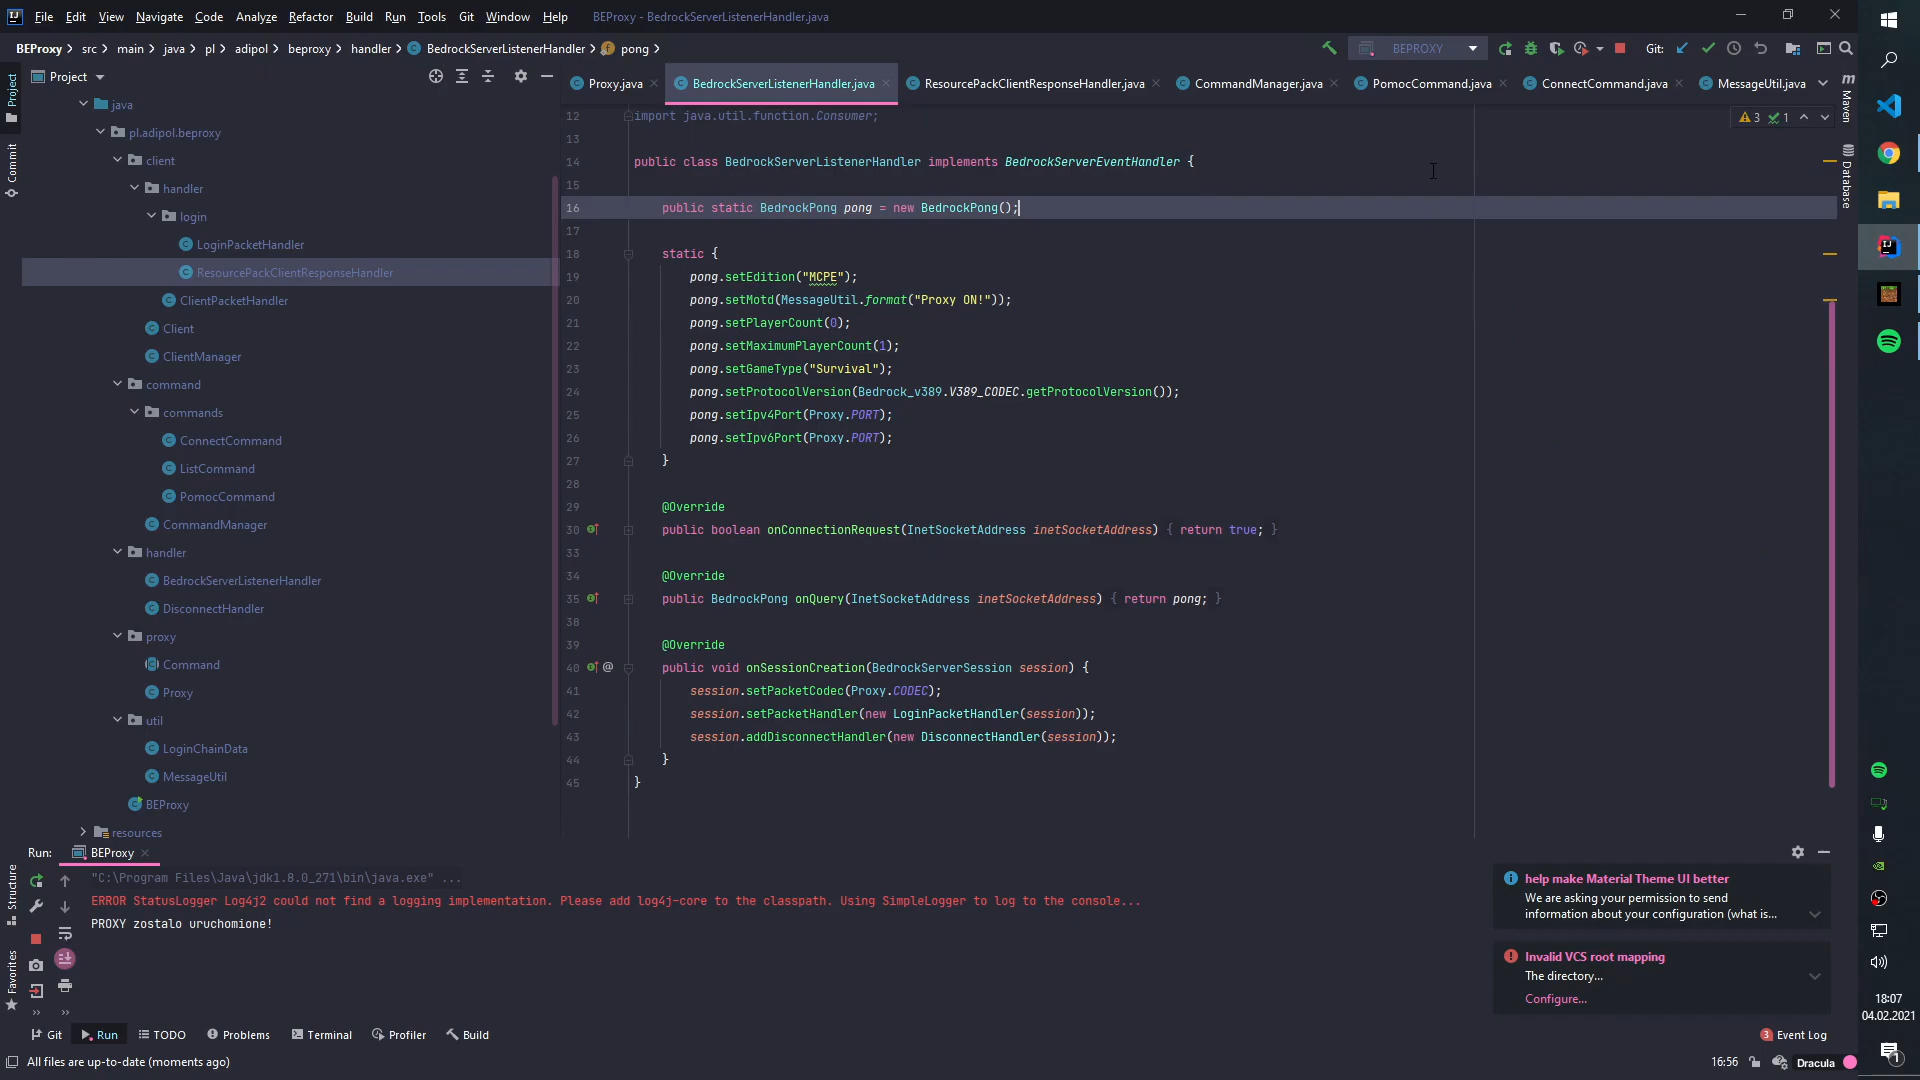 File Edit View Navigate Code Analyze Refactor Build Run Tools Git Window Help BEProxy - BedrockServerListenerHandler.java
BEProxy src main java pl adipol beproxy handler BedrockServerListenerHandler pong BEPROXY Git:
Project
Proxy.java BedrockServerListenerHandler.java ResourcePackClientResponseHandler.java CommandManager.java PomocCommand.java ConnectCommand.java MessageUtil.java
Project
Commit
Structure
Favorites
Maven
Database
java
pl.adipol.beproxy
client
handler
login
LoginPacketHandler
ResourcePackClientResponseHandler
ClientPacketHandler
Client
ClientManager
command
commands
ConnectCommand
ListCommand
PomocCommand
CommandManager
handler
BedrockServerListenerHandler
DisconnectHandler
proxy
Command
Proxy
util
LoginChainData
MessageUtil
BEProxy
resources
3 1
12 import java.util.function.Consumer;
13
14 public class BedrockServerListenerHandler implements BedrockServerEventHandler {
15
16 public static BedrockPong pong = new BedrockPong();
17
18 static {
19 pong.setEdition("MCPE");
20 pong.setMotd(MessageUtil.format("Proxy ON!"));
21 pong.setPlayerCount(0);
22 pong.setMaximumPlayerCount(1);
23 pong.setGameType("Survival");
24 pong.setProtocolVersion(Bedrock_v389.V389_CODEC.getProtocolVersion());
25 pong.setIpv4Port(Proxy.PORT);
26 pong.setIpv6Port(Proxy.PORT);
27 }
28
29 @Override
30 public boolean onConnectionRequest(InetSocketAddress inetSocketAddress) { return true; }
33
34 @Override
35 public BedrockPong onQuery(InetSocketAddress inetSocketAddress) { return pong; }
38
39 @Override
40 @ public void onSessionCreation(BedrockServerSession session) {
41 session.setPacketCodec(Proxy.CODEC);
42 session.setPacketHandler(new LoginPacketHandler(session));
43 session.addDisconnectHandler(new DisconnectHandler(session));
44 }
45 }
Run: BEProxy
"C:\Program Files\Java\jdk1.8.0_271\bin\java.exe" ...
ERROR StatusLogger Log4j2 could not find a logging implementation. Please add log4j-core to the classpath. Using SimpleLogger to log to the console...
PROXY zostalo uruchomione!
help make Material Theme UI better
We are asking your permission to send
information about your configuration (what is...
Invalid VCS root mapping
The directory...
Configure...
Git Run TODO Problems Terminal Profiler Build 3 Event Log
All files are up-to-date (moments ago) 16:56 Dracula
18:07
04.02.2021
1